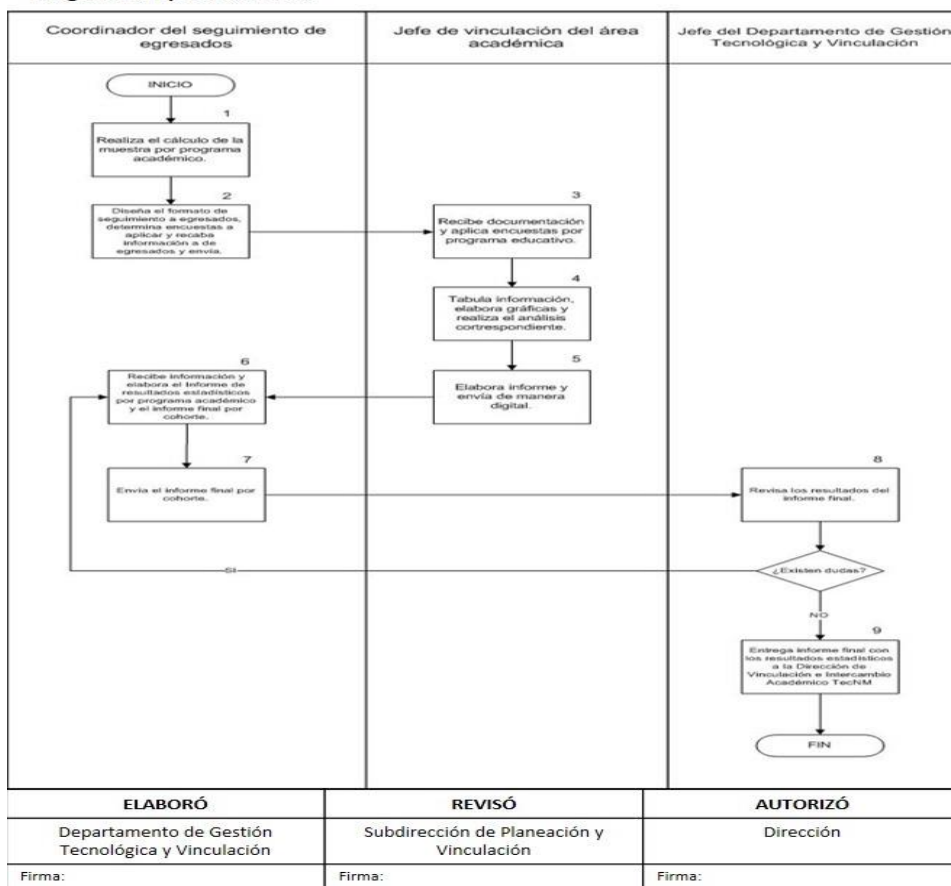 Coordinador del seguimiento de
egresados
Jefe de vinculación del área
académica
Jefe del Departamento de Gestión
Tecnológica y Vinculación
INICIO
1
Realiza el cálculo de la
muestra por programa
académico.
2
Diseña el formato de
seguimiento a egresados,
determina encuestas a
aplicar y recaba
información a de
egresados y envía.
3
Recibe documentación
y aplica encuestas por
programa educativo.
4
Tabula información,
elabora gráficas y
realiza el análisis
cortrespondiente.
5
Elabora informe y
envía de manera
digital.
6
Recibe información y
elabora el Informe de
resultados estadísticos
por programa académico
y el informe final por
cohorte.
7
Envía el informe final por
cohorte.
8
Revisa los resultados del
informe final.
¿Existen dudas?
SI
NO
9
Entrega informe final con
los resultados estadísticos
a la Dirección de
Vinculación e Intercambio
Académico TecNM
FIN
ELABORÓ
REVISÓ
AUTORIZÓ
Departamento de Gestión
Tecnológica y Vinculación
Subdirección de Planeación y
Vinculación
Dirección
Firma:
Firma:
Firma: